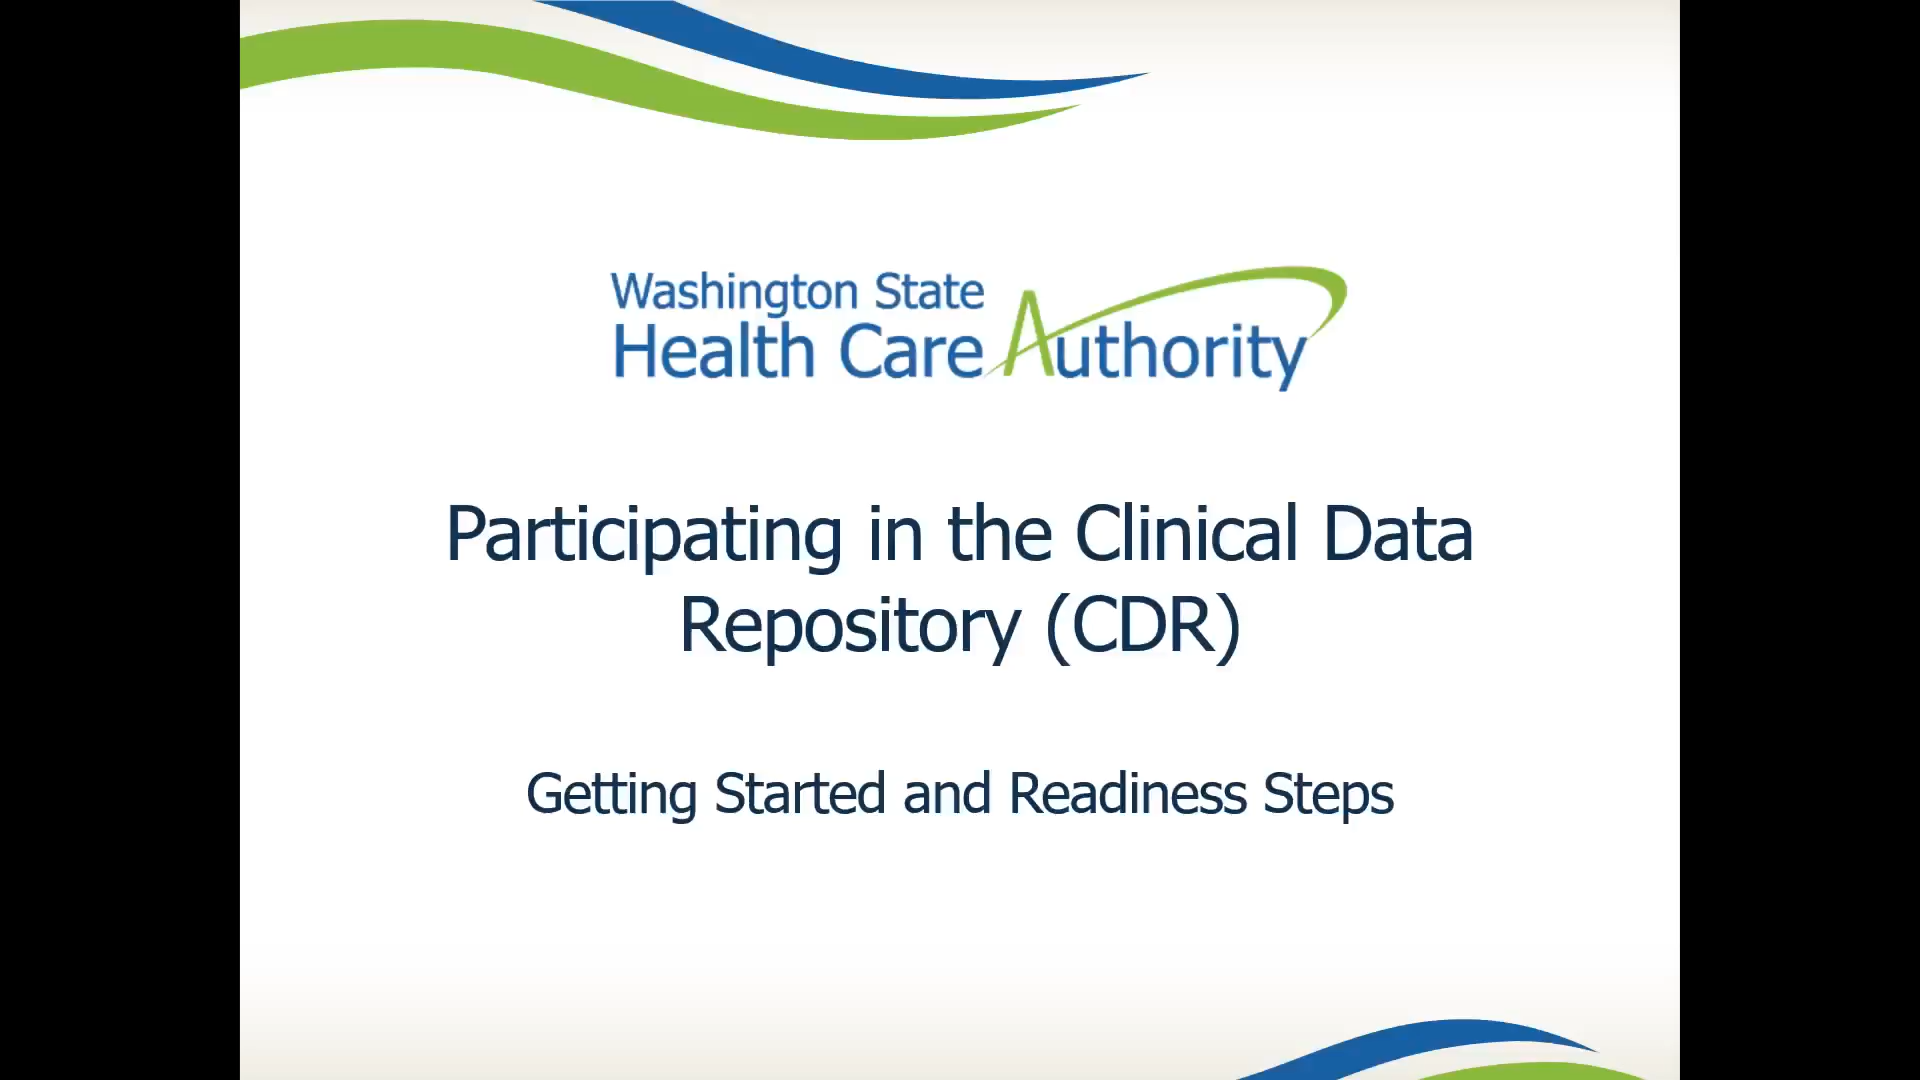 Washington State
Health Care Authority
Participating in the Clinical Data
Repository (CDR)
Getting Started and Readiness Steps